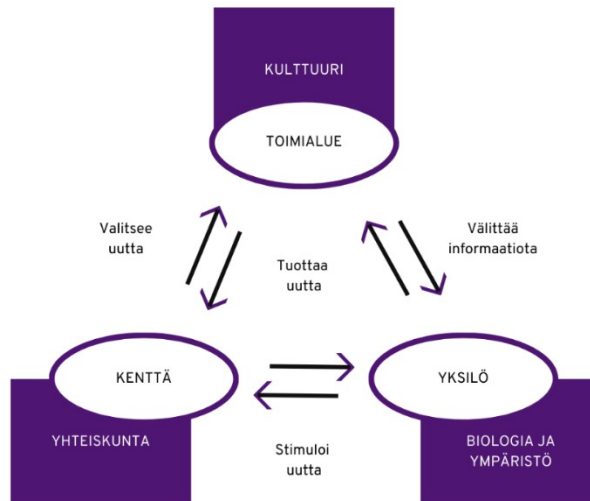 KULTTUURI
TOIMIALUE
Valitsee
uutta
Välittää
informaatiota
Tuottaa
uutta
KENTTÄ
YKSILÖ
YHTEISKUNTA
BIOLOGIA JA
YMPÄRISTÖ
Stimuloi
uutta